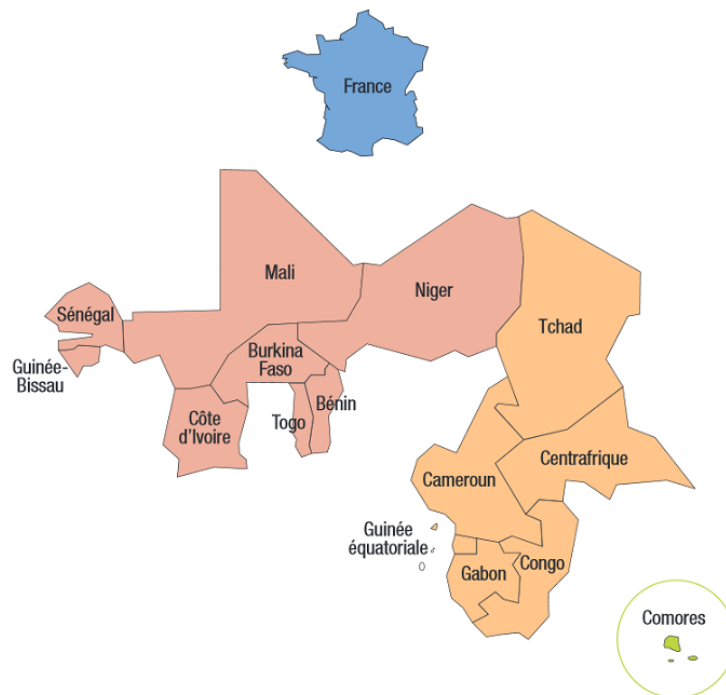 France
Mali
Niger
Tchad
Sénégal
Guinée-
Bissau
Burkina
Faso
Côte
d'Ivoire
Togo
Bénin
Cameroun
Centrafrique
Guinée
équatoriale
Gabon
Congo
Comores